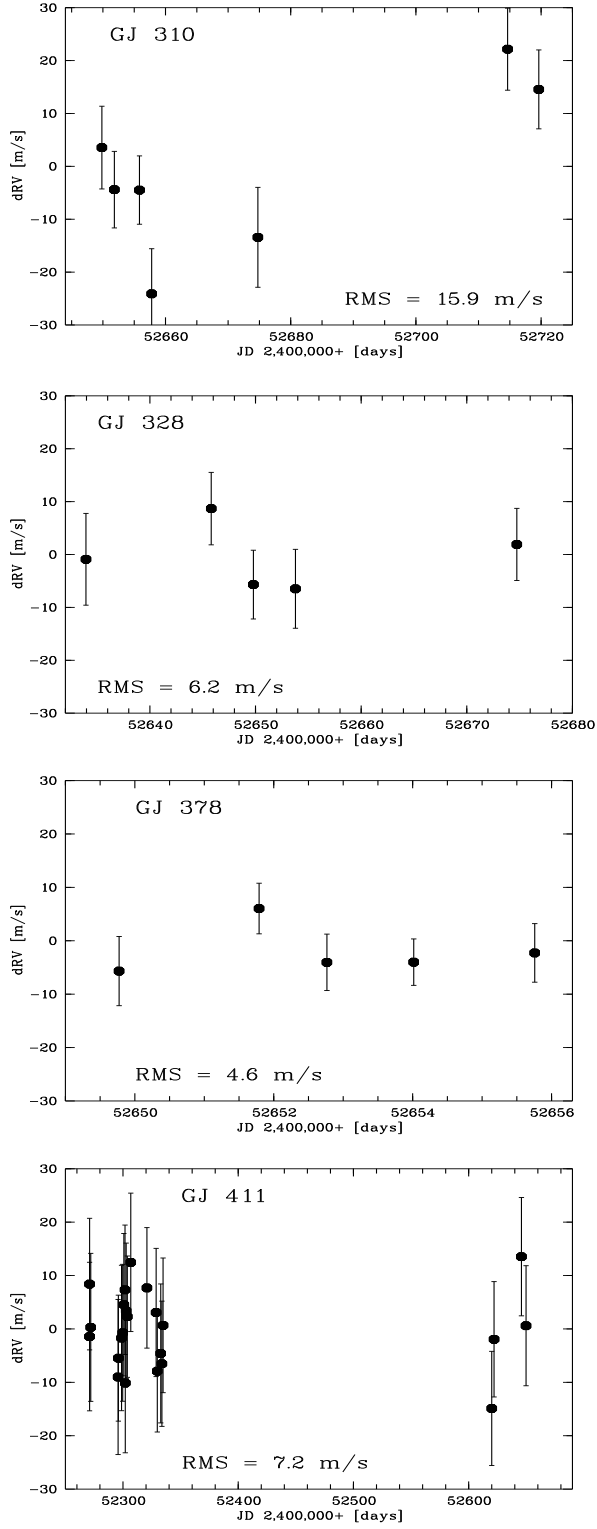 30
GJ 310
20
10
0
−10
−20
−30
dRV [m/s]
RMS = 15.9 m/s
52660 52680 52700 52720
JD 2,400,000+ [days]
30
GJ 328
20
10
0
−10
−20
−30
dRV [m/s]
RMS = 6.2 m/s
52640 52650 52660 52670 52680
JD 2,400,000+ [days]
30
GJ 378
20
10
0
−10
−20
−30
dRV [m/s]
RMS = 4.6 m/s
52650 52652 52654 52656
JD 2,400,000+ [days]
30
GJ 411
20
10
0
−10
−20
−30
dRV [m/s]
RMS = 7.2 m/s
52300 52400 52500 52600
JD 2,400,000+ [days]